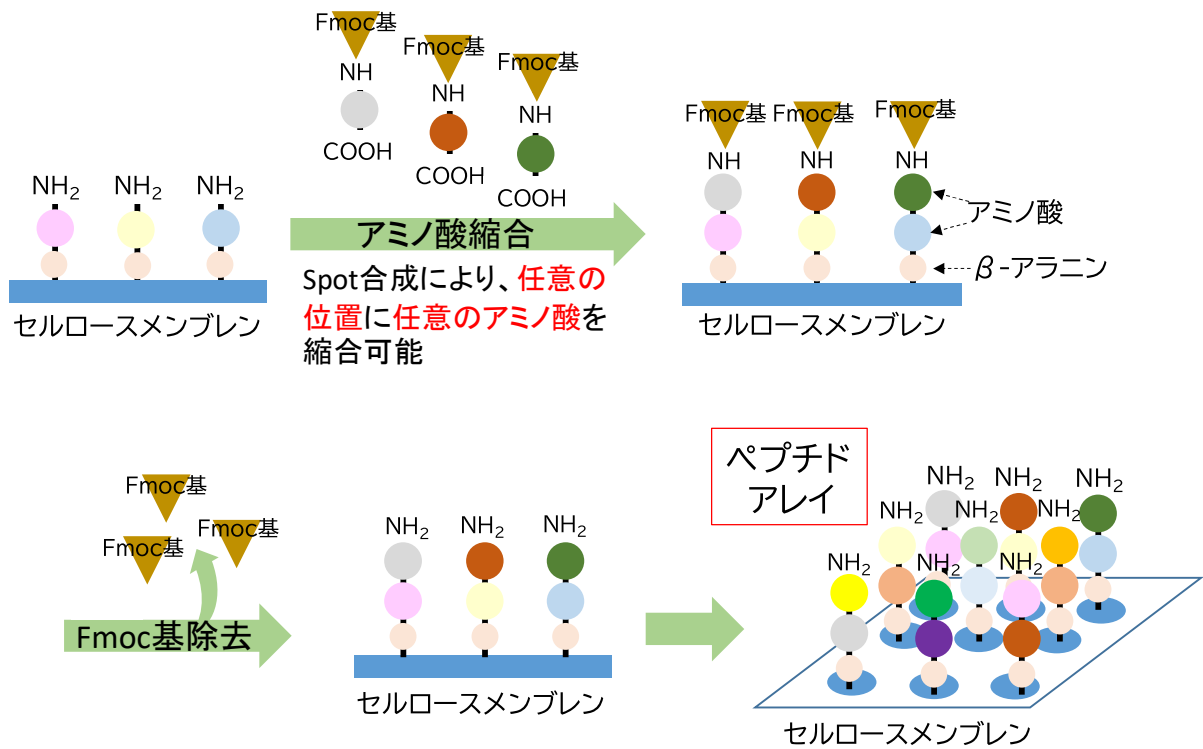 Fmoc基
Fmoc基
Fmoc基
NH
NH
NH
COOH
COOH
COOH
NH₂
NH₂
NH₂
セルロースメンブレン
アミノ酸縮合
Spot合成により、任意の
位置に任意のアミノ酸を
縮合可能
Fmoc基
Fmoc基
Fmoc基
NH
NH
NH
アミノ酸
β-アラニン
セルロースメンブレン
Fmoc基
Fmoc基
Fmoc基
Fmoc基除去
NH₂
NH₂
NH₂
セルロースメンブレン
ペプチド
アレイ
NH₂
NH₂
NH₂
NH₂
NH₂
NH₂
NH₂
NH₂
NH₂
セルロースメンブレン